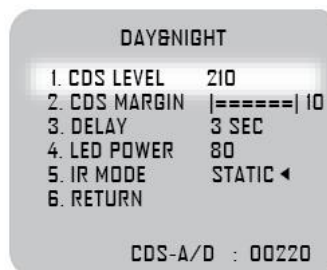 DAY&NIGHT
1. CDS LEVEL 210
2. CDS MARGIN |======| 10
3. DELAY 3 SEC
4. LED POWER 80
5. IR MODE STATIC ◄
6. RETURN
CDS-A/D : 00220